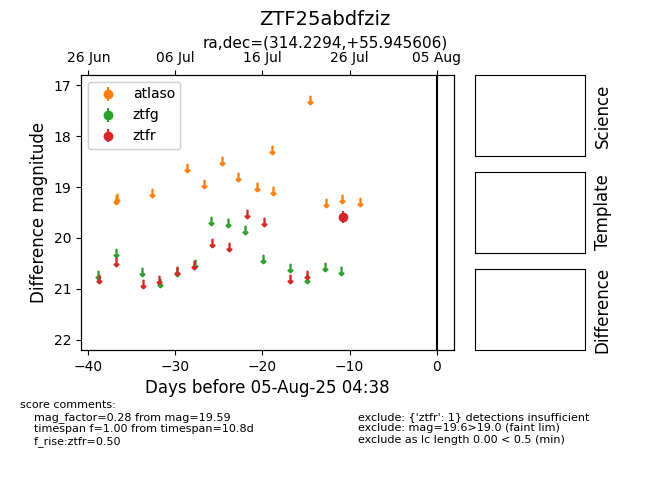 ZTF25abdfziz
ra,dec=(314.2294,+55.945606)
26 Jun 06 Jul 16 Jul 26 Jul 05 Aug
17
18
19
20
21
22
Difference magnitude
atlaso
ztfg
ztfr
−40 −30 −20 −10 0
Days before 05-Aug-25 04:38
Science
Template
Difference
score comments:
mag_factor=0.28 from mag=19.59
timespan f=1.00 from timespan=10.8d
f_rise:ztfr=0.50
exclude: {'ztfr': 1} detections insufficient
exclude: mag=19.6>19.0 (faint lim)
exclude as lc length 0.00 < 0.5 (min)